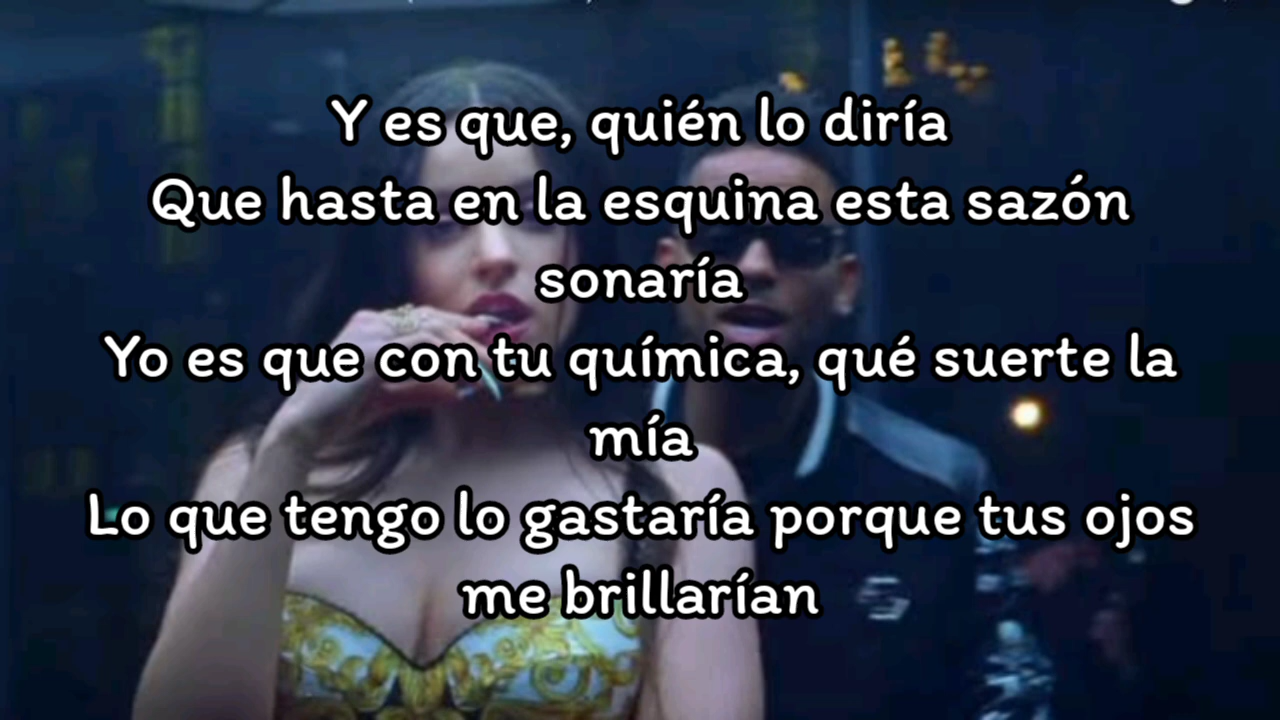 Y es que, quién lo diría
Que hasta en la esquina esta sazón
sonaría
Yo es que con tu química, qué suerte la
mía
Lo que tengo lo gastaría porque tus ojos
me brillarían